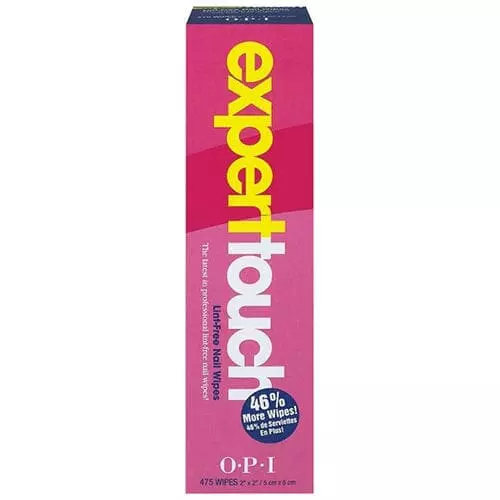 experttouch
Lint-Free Nail Wipes
The latest in professional lint-free nail wipes!
46%
More Wipes!
46% de Serviettes
En Plus!
O·P·I
475 WIPES 2" x 2" / 5 cm x 5 cm